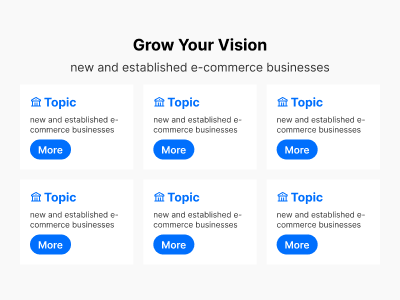 Grow Your Vision
new and established e-commerce businesses
Topic
new and established e-
commerce businesses
More
Topic
new and established e-
commerce businesses
More
Topic
new and established e-
commerce businesses
More
Topic
new and established e-
commerce businesses
More
Topic
new and established e-
commerce businesses
More
Topic
new and established e-
commerce businesses
More